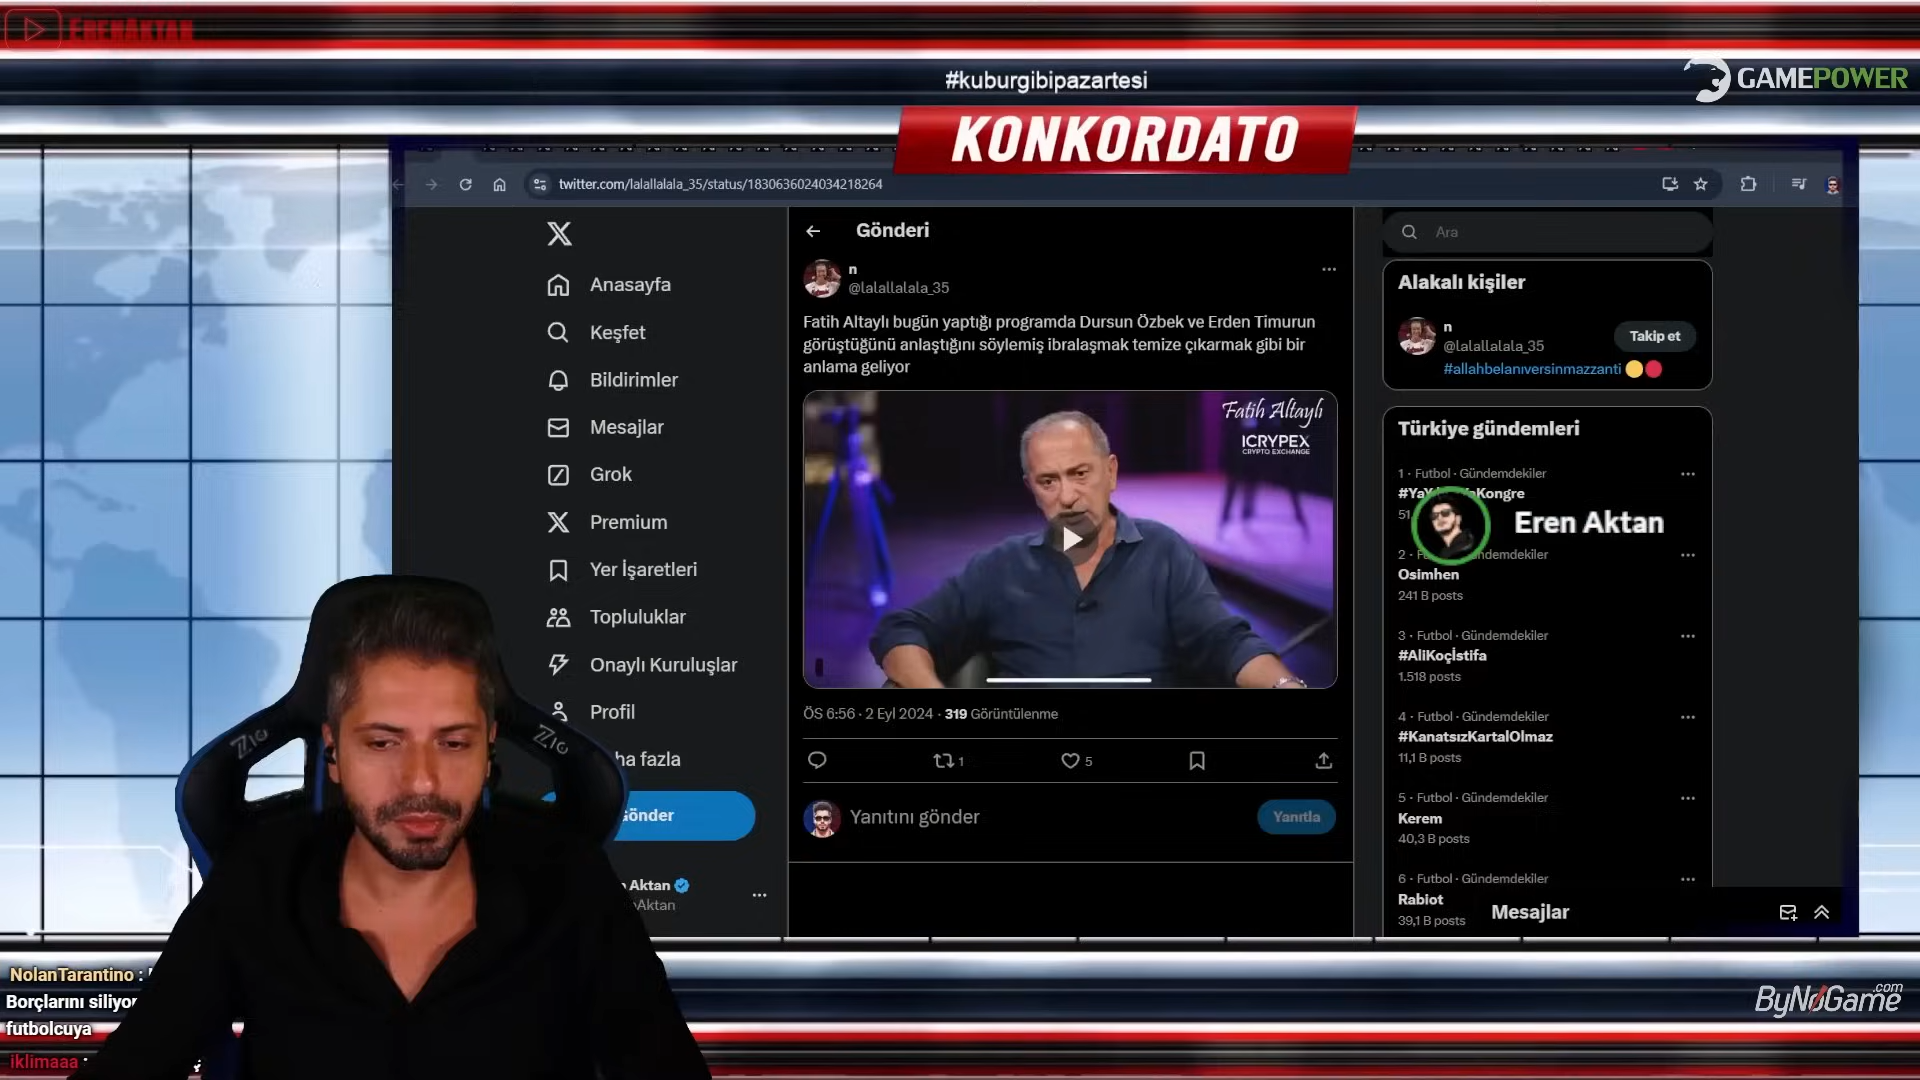 ERENAKTAN
#kuburgibipazartesi
GAMEPOWER
KONKORDATO
twitter.com/lalallalala_35/status/1830636024034218264
Anasayfa
Keşfet
Bildirimler
Mesajlar
Grok
Premium
Yer İşaretleri
Topluluklar
Onaylı Kuruluşlar
Profil
ha fazla
önder
Aktan
Aktan
Gönderi
n
@lalallalala_35
Fatih Altaylı bugün yaptığı programda Dursun Özbek ve Erden Timurun
görüştüğünü anlaştığını söylemiş ibralaşmak temize çıkarmak gibi bir
anlama geliyor
Fatih Altaylı
ICRYPEX
CRYPTO EXCHANGE
ÖS 6:56 · 2 Eyl 2024 · 319 Görüntülenme
1
5
Yanıtını gönder
Yanıtla
Ara
Alakalı kişiler
n
@lalallalala_35
Takip et
#allahbelanıversinmazzanti
Türkiye gündemleri
1 · Futbol · Gündemdekiler
Kongre
51
Eren Aktan
2 · ndemdekiler
Osimhen
241 B posts
3 · Futbol · Gündemdekiler
#AliKoçİstifa
1.518 posts
4 · Futbol · Gündemdekiler
#KanatsızKartalOlmaz
11,1 B posts
5 · Futbol · Gündemdekiler
Kerem
40,3 B posts
6 · Futbol · Gündemdekiler
Rabiot
39,1 B posts
Mesajlar
ZIG
ZIG
NolanTarantino :
Borçlarını siliyor
futbolcuya
iklimaaa :
ByNoGame.com